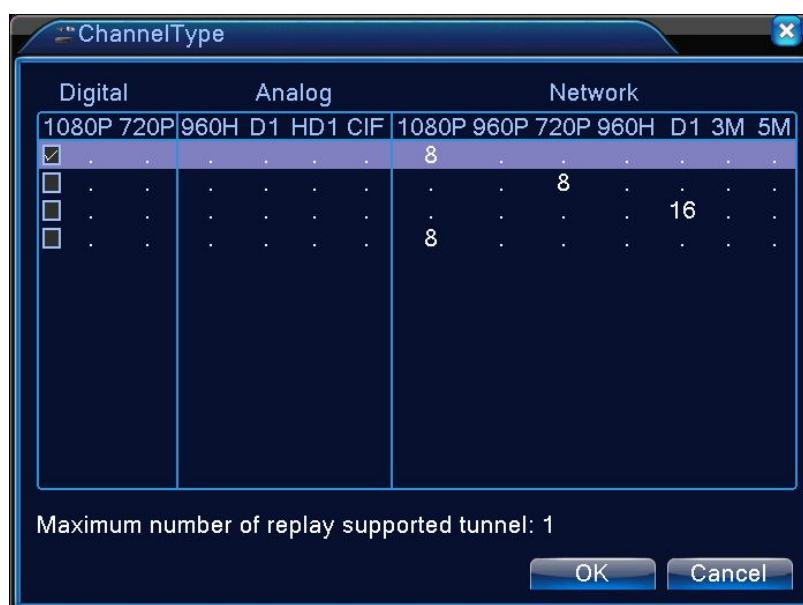 ChannelType
Digital Analog Network
1080P 720P 960H D1 HD1 CIF 1080P 960P 720P 960H D1 3M 5M
. . . . . . 8 . . . . . .
. . . . . . . . 8 . . . .
. . . . . . . . . . 16 . .
. . . . . . 8 . . . . . .
Maximum number of replay supported tunnel: 1
OK Cancel